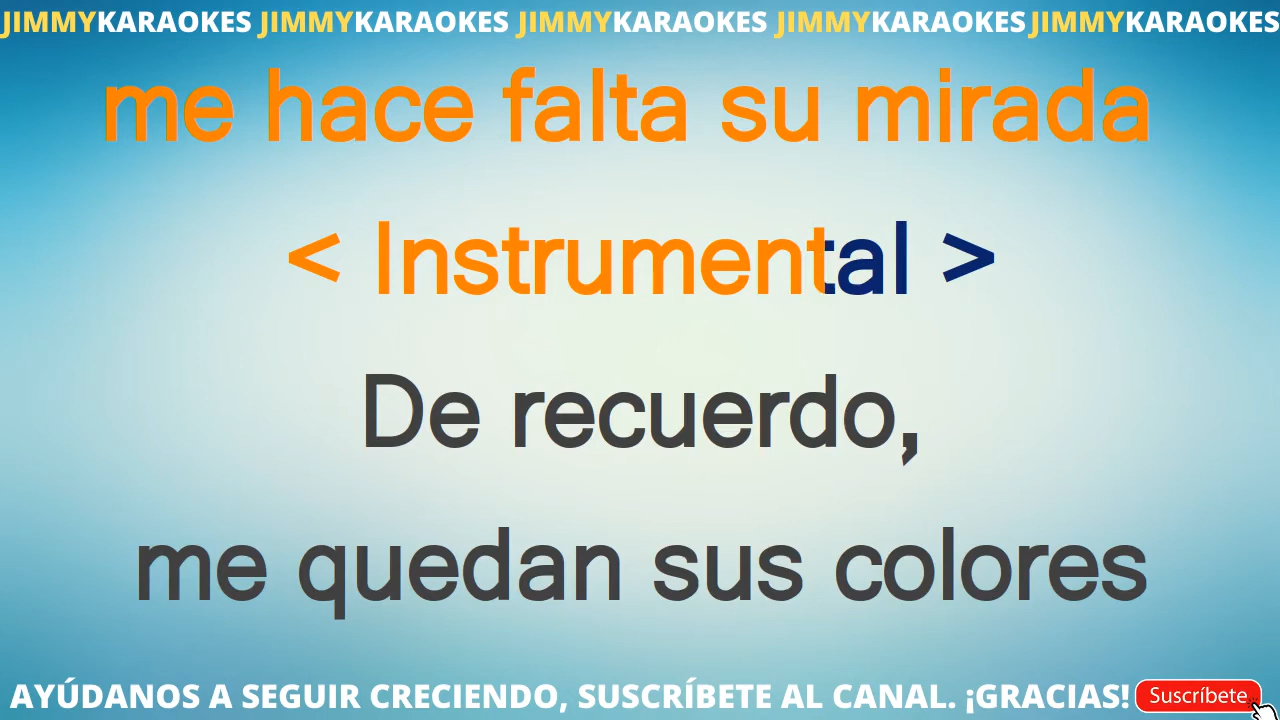 JIMMYKARAOKES JIMMYKARAOKES JIMMYKARAOKES JIMMYKARAOKES JIMMYKARAOKES
me hace falta su mirada
< Instrumental >
De recuerdo,
me quedan sus colores
AYÚDANOS A SEGUIR CRECIENDO, SUSCRÍBETE AL CANAL. ¡GRACIAS! Suscríbete